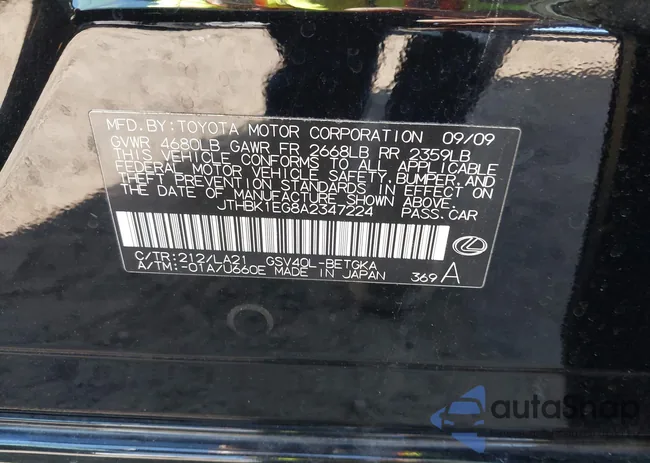 MFD.BY:TOYOTA MOTOR CORPORATION 09/09
GVWR 4680LB GAWR FR 2668LB RR 2359LB
THIS VEHICLE CONFORMS TO ALL APPLICABLE
FEDERAL MOTOR VEHICLE SAFETY,BUMPER,AND
THEFT PREVENTION STANDARDS IN EFFECT ON
THE DATE OF MANUFACTURE SHOWN ABOVE.
JTHBK1EG8A2347224 PASS.CAR
C/TR:212/LA21 GSV40L-BETGKA
A/TM:-01A/U660E MADE IN JAPAN 369 A
autoShop